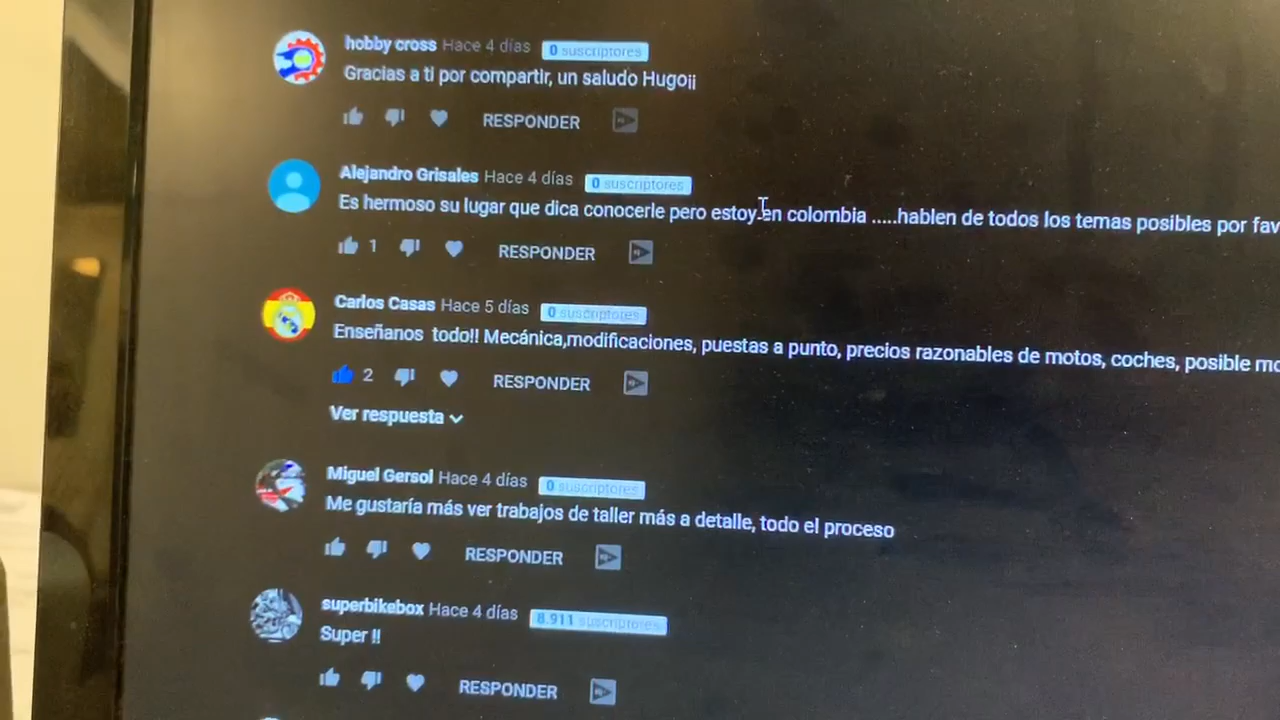 hobby cross Hace 4 días 0 suscriptores
Gracias a ti por compartir, un saludo Hugo¡¡
RESPONDER
Alejandro Grisales Hace 4 días 0 suscriptores
Es hermoso su lugar que dica conocerle pero estoy en colombia .....hablen de todos los temas posibles por fav
1 RESPONDER
Carlos Casas Hace 5 días 0 suscriptores
Enseñanos todo!! Mecánica,modificaciones, puestas a punto, precios razonables de motos, coches, posible mo
2 RESPONDER
Ver respuesta
Miguel Gersol Hace 4 días 0 suscriptores
Me gustaría más ver trabajos de taller más a detalle, todo el proceso
RESPONDER
superbikebox Hace 4 días 8.911 suscriptores
Super !!
RESPONDER